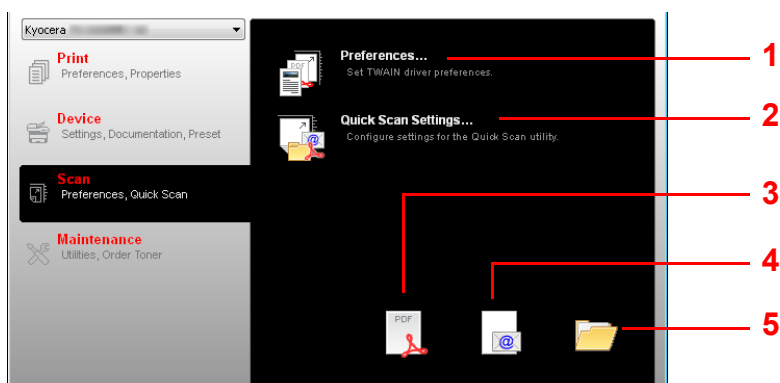 Kyocera
Print
Preferences, Properties
Device
Settings, Documentation, Preset
Scan
Preferences, Quick Scan
Maintenance
Utilities, Order Toner
Preferences...
Set TWAIN driver preferences.
Quick Scan Settings...
Configure settings for the Quick Scan utility.
PDF
PDF
@
@
1
2
3
4
5